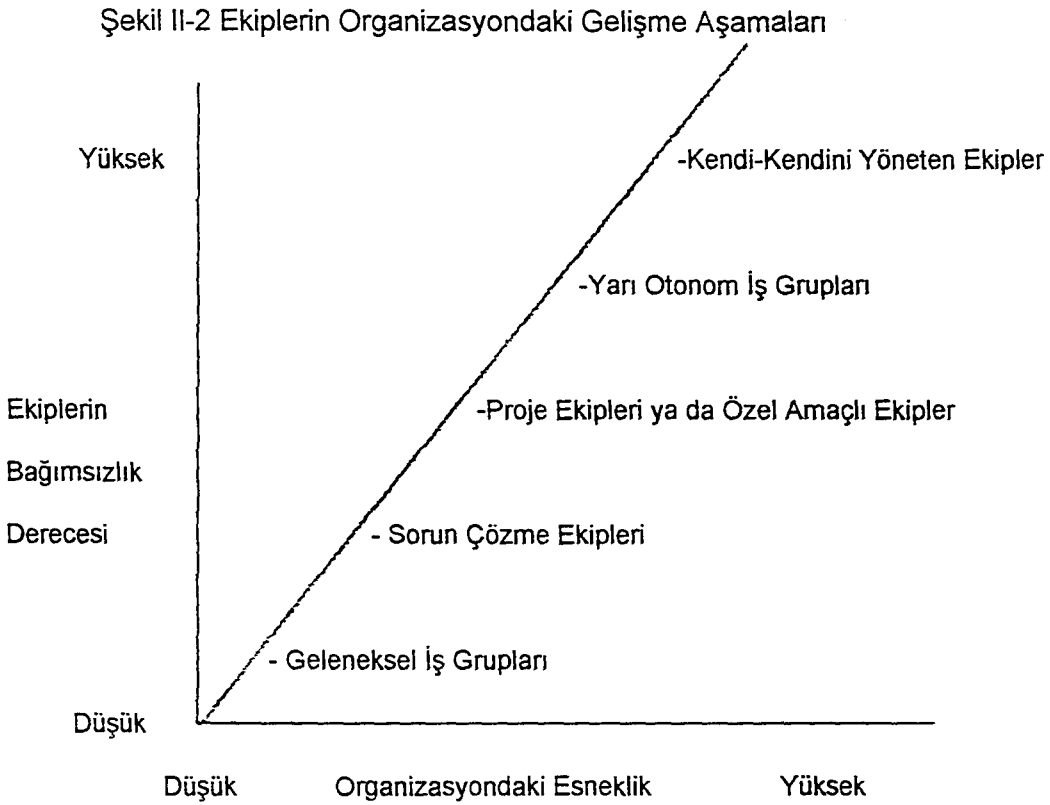 Şekil II-2 Ekiplerin Organizasyondaki Gelişme Aşamaları
Yüksek
-Kendi-Kendini Yöneten Ekipler
-Yarı Otonom İş Grupları
Ekiplerin
-Proje Ekipleri ya da Özel Amaçlı Ekipler
Bağımsızlık
Derecesi
- Sorun Çözme Ekipleri
- Geleneksel İş Grupları
Düşük
Düşük Organizasyondaki Esneklik Yüksek